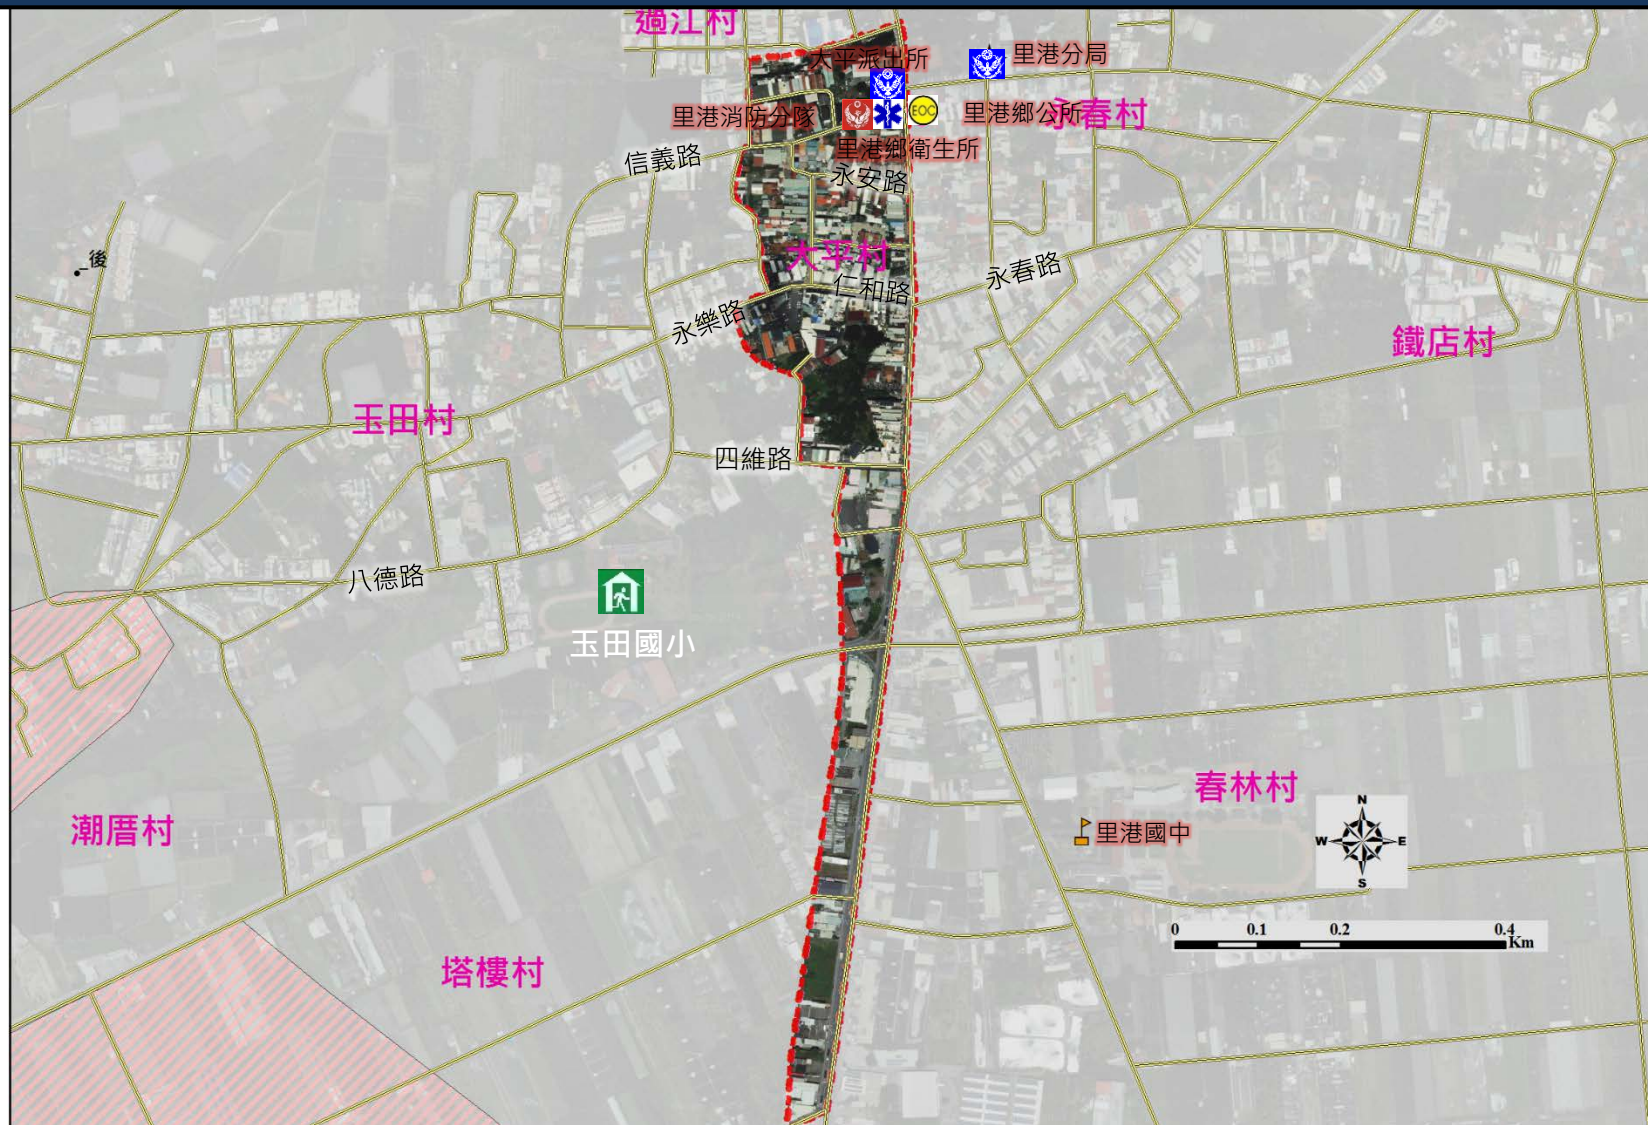 過江村
大平派出所
里港分局
里港消防分隊
EOC
里港鄉公所
永春村
里港鄉衛生所
信義路
永安路
後
大平村
永春路
仁和路
永樂路
鐵店村
玉田村
四維路
八德路
玉田國小
春林村
潮厝村
里港國中
N
W
E
S
0 0.1 0.2 0.4
Km
塔樓村